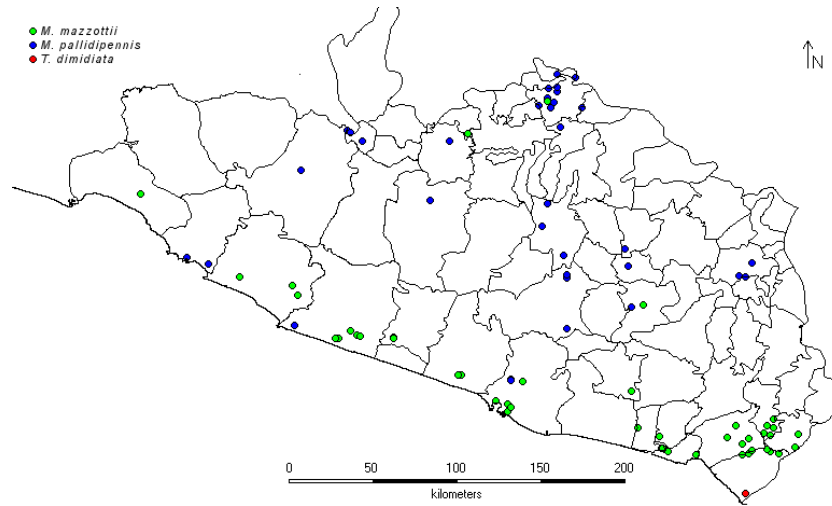 M. mazzottii
M. pallidipennis
T. dimidiata
N
0 50 100 150 200
kilometers